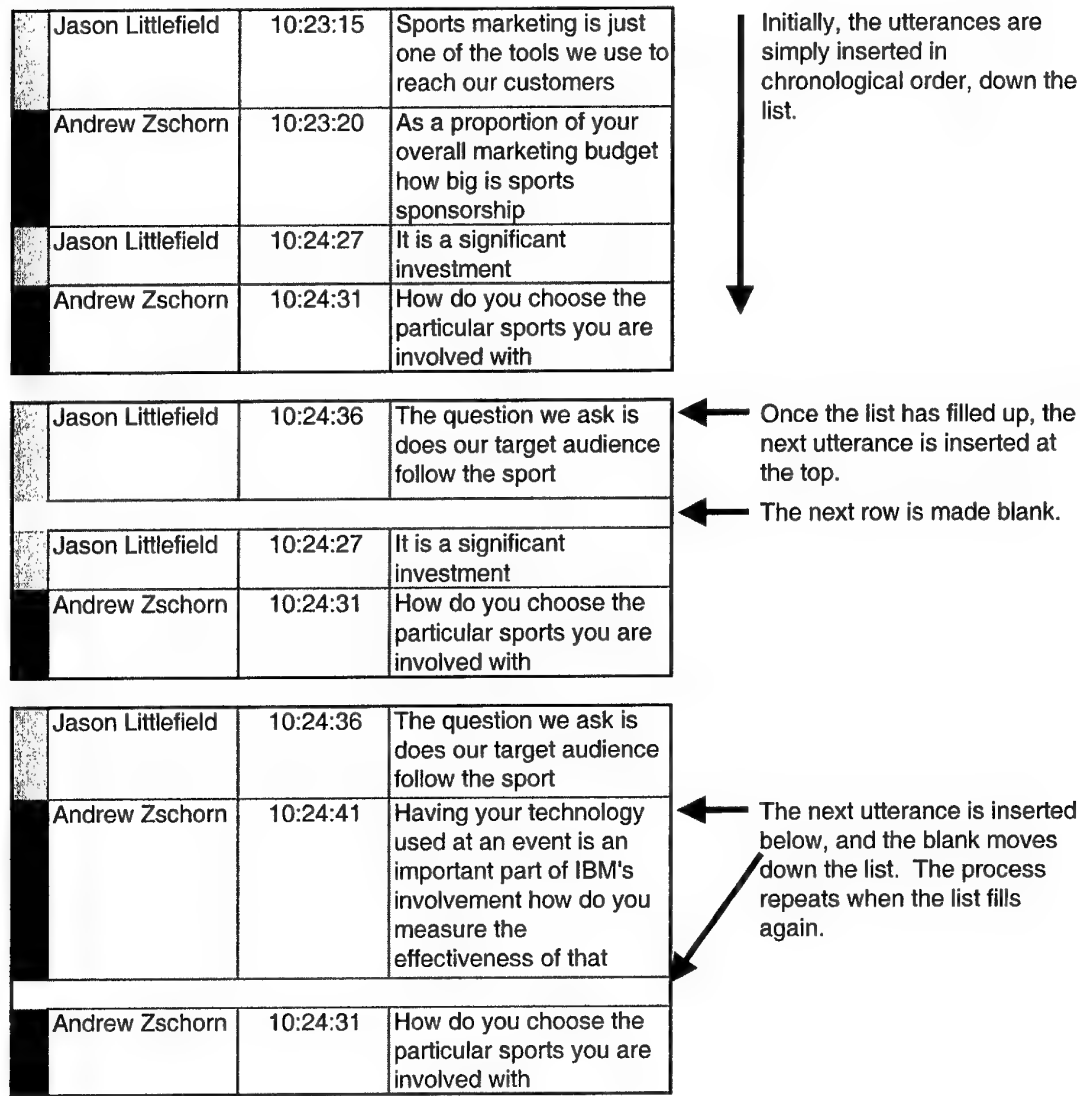 Jason Littlefield 10:23:15 Sports marketing is just
one of the tools we use to
reach our customers
Andrew Zschorn 10:23:20 As a proportion of your
overall marketing budget
how big is sports
sponsorship
Jason Littlefield 10:24:27 It is a significant
investment
Andrew Zschorn 10:24:31 How do you choose the
particular sports you are
involved with
Initially, the utterances are
simply inserted in
chronological order, down the
list.
Jason Littlefield 10:24:36 The question we ask is
does our target audience
follow the sport
Jason Littlefield 10:24:27 It is a significant
investment
Andrew Zschorn 10:24:31 How do you choose the
particular sports you are
involved with
Once the list has filled up, the
next utterance is inserted at
the top.
The next row is made blank.
Jason Littlefield 10:24:36 The question we ask is
does our target audience
follow the sport
Andrew Zschorn 10:24:41 Having your technology
used at an event is an
important part of IBM's
involvement how do you
measure the
effectiveness of that
Andrew Zschorn 10:24:31 How do you choose the
particular sports you are
involved with
The next utterance is inserted
below, and the blank moves
down the list. The process
repeats when the list fills
again.